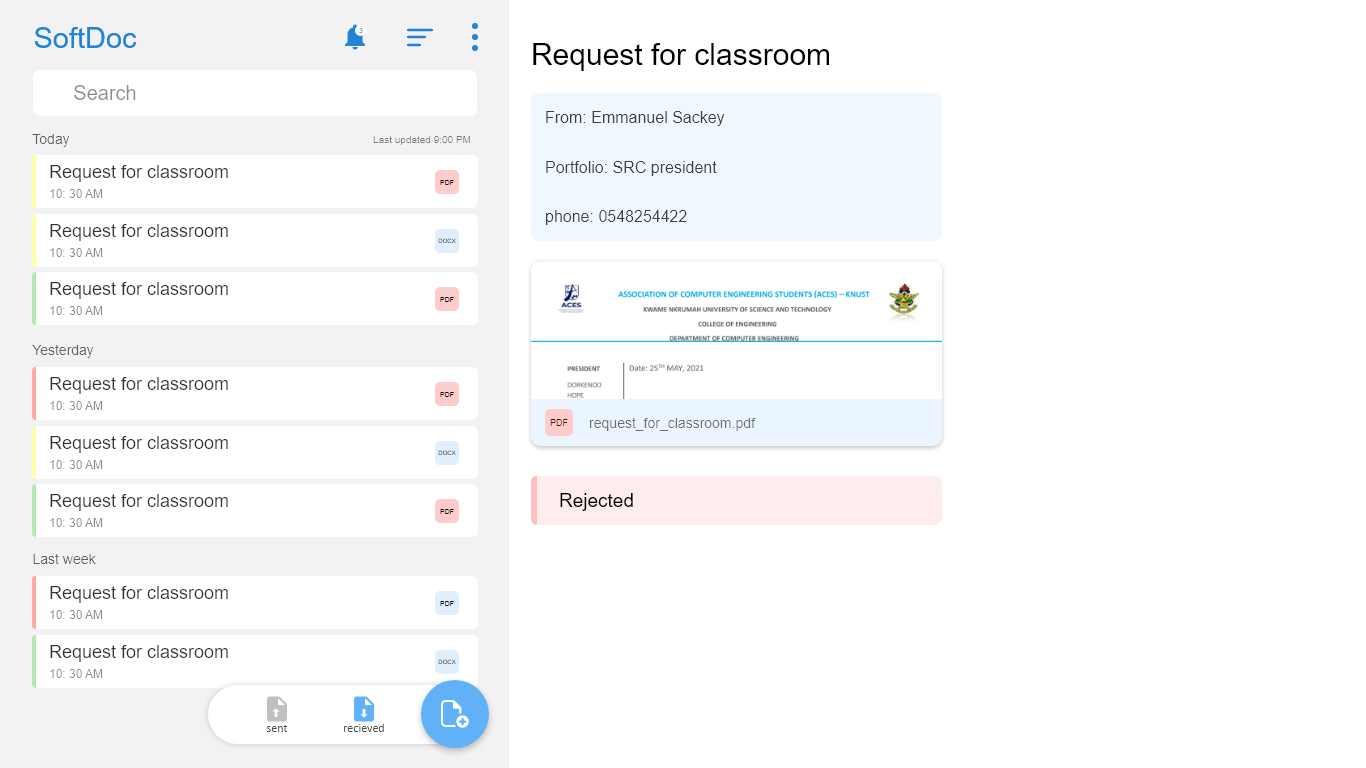 SoftDoc
3
Search
Today
Last updated 9:00 PM
Request for classroom
10: 30 AM
PDF
Request for classroom
10: 30 AM
DOCX
Request for classroom
10: 30 AM
PDF
Yesterday
Request for classroom
10: 30 AM
PDF
Request for classroom
10: 30 AM
DOCX
Request for classroom
10: 30 AM
PDF
Last week
Request for classroom
10: 30 AM
PDF
Request for classroom
10: 30 AM
DOCX
sent
recieved
Request for classroom
From: Emmanuel Sackey
Portfolio: SRC president
phone: 0548254422
ACES
ASSOCIATION OF COMPUTER ENGINEERING STUDENTS (ACES) – KNUST
KWAME NKRUMAH UNIVERSITY OF SCIENCE AND TECHNOLOGY
COLLEGE OF ENGINEERING
DEPARTMENT OF COMPUTER ENGINEERING
PRESIDENT
Date: 25TH MAY, 2021
DORKENOO
HOPE
PDF
request_for_classroom.pdf
Rejected